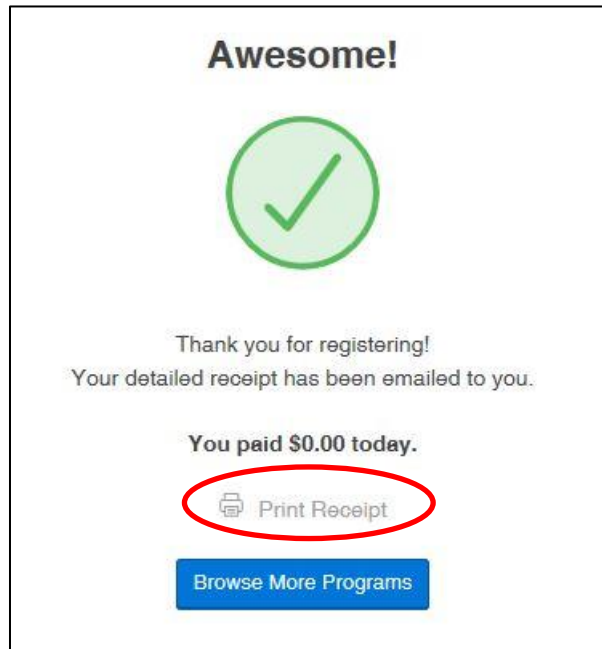 Awesome!
Thank you for registering!
Your detailed receipt has been emailed to you.
You paid $0.00 today.
Print Receipt
Browse More Programs